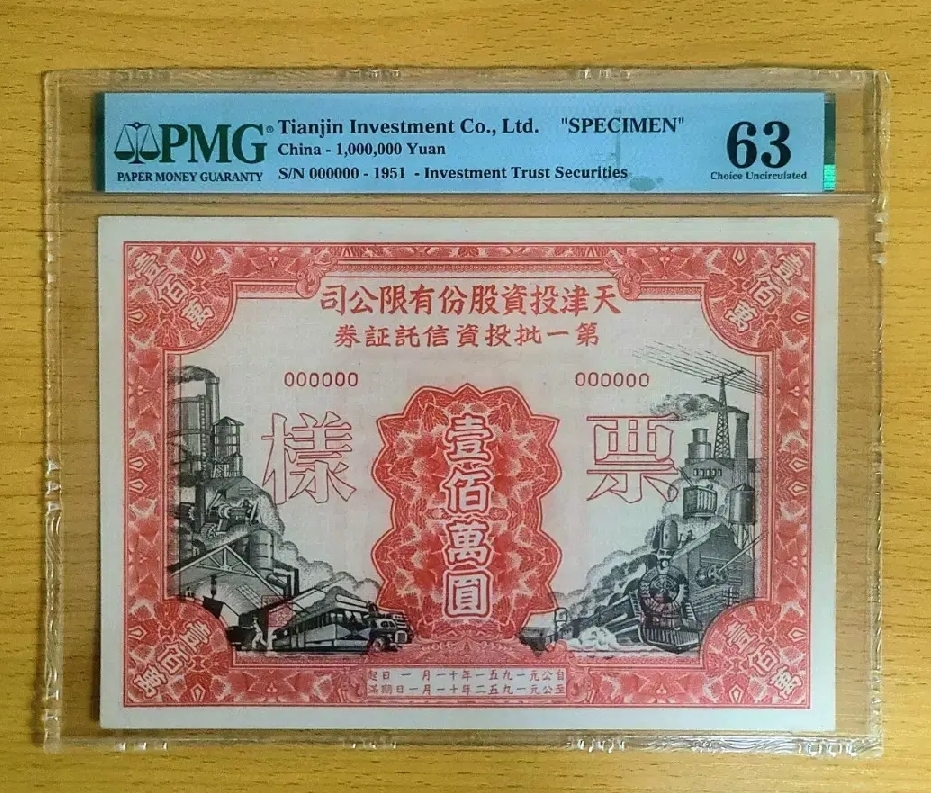 PMG® Tianjin Investment Co., Ltd. "SPECIMEN" 63
China - 1,000,000 Yuan
PAPER MONEY GUARANTY S/N 000000 - 1951 - Investment Trust Securities Choice Uncirculated
壹佰萬
壹佰萬
天津投資股份有限公司
第一批投資信託証券
000000 000000
樣票
壹佰萬圓
壹佰萬
壹佰萬
自公元一九五一年十一月一日起
至公元一九五二年十一月一日期滿